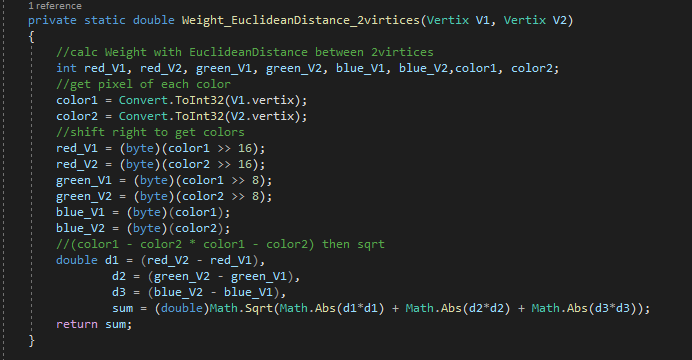 1 reference
private static double Weight_EuclideanDistance_2virtices(Vertix V1, Vertix V2)
{
//calc Weight with EuclideanDistance between 2virtices
int red_V1, red_V2, green_V1, green_V2, blue_V1, blue_V2,color1, color2;
//get pixel of each color
color1 = Convert.ToInt32(V1.vertix);
color2 = Convert.ToInt32(V2.vertix);
//shift right to get colors
red_V1 = (byte)(color1 >> 16);
red_V2 = (byte)(color2 >> 16);
green_V1 = (byte)(color1 >> 8);
green_V2 = (byte)(color2 >> 8);
blue_V1 = (byte)(color1);
blue_V2 = (byte)(color2);
//(color1 - color2 * color1 - color2) then sqrt
double d1 = (red_V2 - red_V1),
d2 = (green_V2 - green_V1),
d3 = (blue_V2 - blue_V1),
sum = (double)Math.Sqrt(Math.Abs(d1*d1) + Math.Abs(d2*d2) + Math.Abs(d3*d3));
return sum;
}